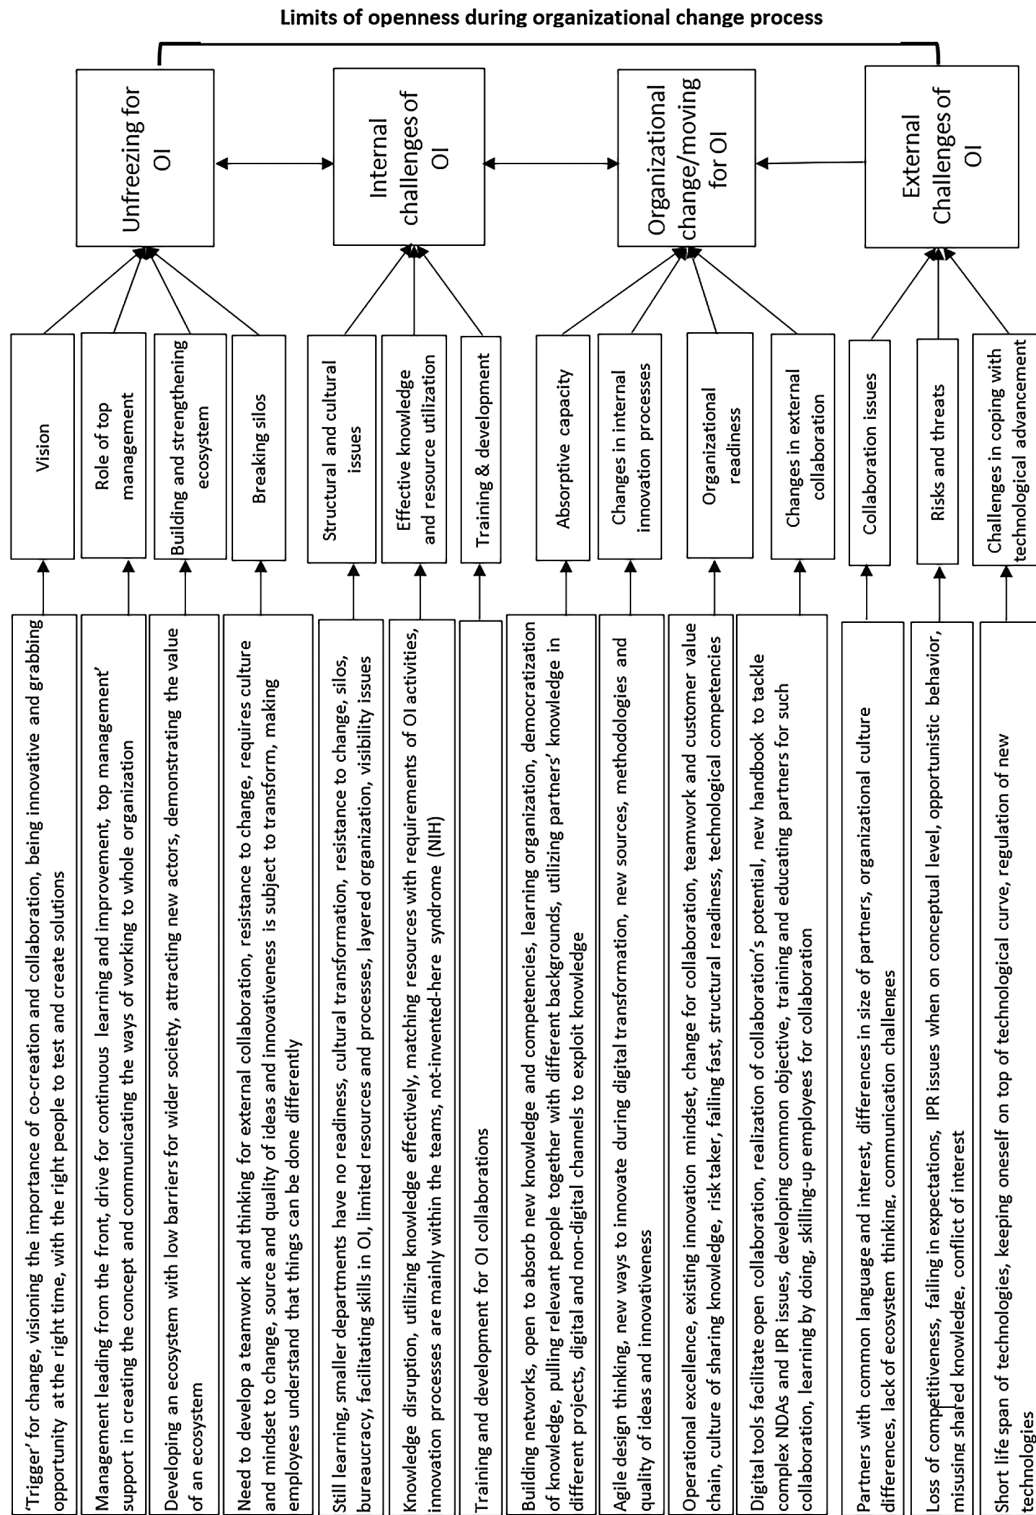 Limits of openness during organizational change process
Unfreezing for
OI
Internal
challenges of
OI
Organizational
change/moving
for OI
External
Challenges of
OI
Vision
Role of top
management
Building and strengthening
ecosystem
Breaking silos
Structural and cultural
issues
Effective knowledge
and resource utilization
Training & development
Absorptive capacity
Changes in internal
innovation processes
Organizational
readiness
Changes in external
collaboration
Collaboration issues
Risks and threats
Challenges in coping with
technological advancement
'Trigger' for change, visioning the importance of co-creation and collaboration, being innovative and grabbing
opportunity at the right time, with the right people to test and create solutions
Management leading from the front, drive for continuous learning and improvement, top management'
support in creating the concept and communicating the ways of working to whole organization
Developing an ecosystem with low barriers for wider society, attracting new actors, demonstrating the value
of an ecosystem
Need to develop a teamwork and thinking for external collaboration, resistance to change, requires culture
and mindset to change, source and quality of ideas and innovativeness is subject to transform, making
employees understand that things can be done differently
Still learning, smaller departments have no readiness, cultural transformation, resistance to change, silos,
bureaucracy, facilitating skills in OI, limited resources and processes, layered organization, visibility issues
Knowledge disruption, utilizing knowledge effectively, matching resources with requirements of OI activities,
innovation processes are mainly within the teams, not-invented-here syndrome (NIH)
Training and development for OI collaborations
Building networks, open to absorb new knowledge and competencies, learning organization, democratization
of knowledge, pulling relevant people together with different backgrounds, utilizing partners' knowledge in
different projects, digital and non-digital channels to exploit knowledge
Agile design thinking, new ways to innovate during digital transformation, new sources, methodologies and
quality of ideas and innovativeness
Operational excellence, existing innovation mindset, change for collaboration, teamwork and customer value
chain, culture of sharing knowledge, risk taker, failing fast, structural readiness, technological competencies
Digital tools facilitate open collaboration, realization of collaboration's potential, new handbook to tackle
complex NDAs and IPR issues, developing common objective, training and educating partners for such
collaboration, learning by doing, skilling-up employees for collaboration
Partners with common language and interest, differences in size of partners, organizational culture
differences, lack of ecosystem thinking, communication challenges
Loss of competitiveness, failing in expectations, IPR issues when on conceptual level, opportunistic behavior,
misusing shared knowledge, conflict of interest
Short life span of technologies, keeping oneself on top of technological curve, regulation of new
technologies